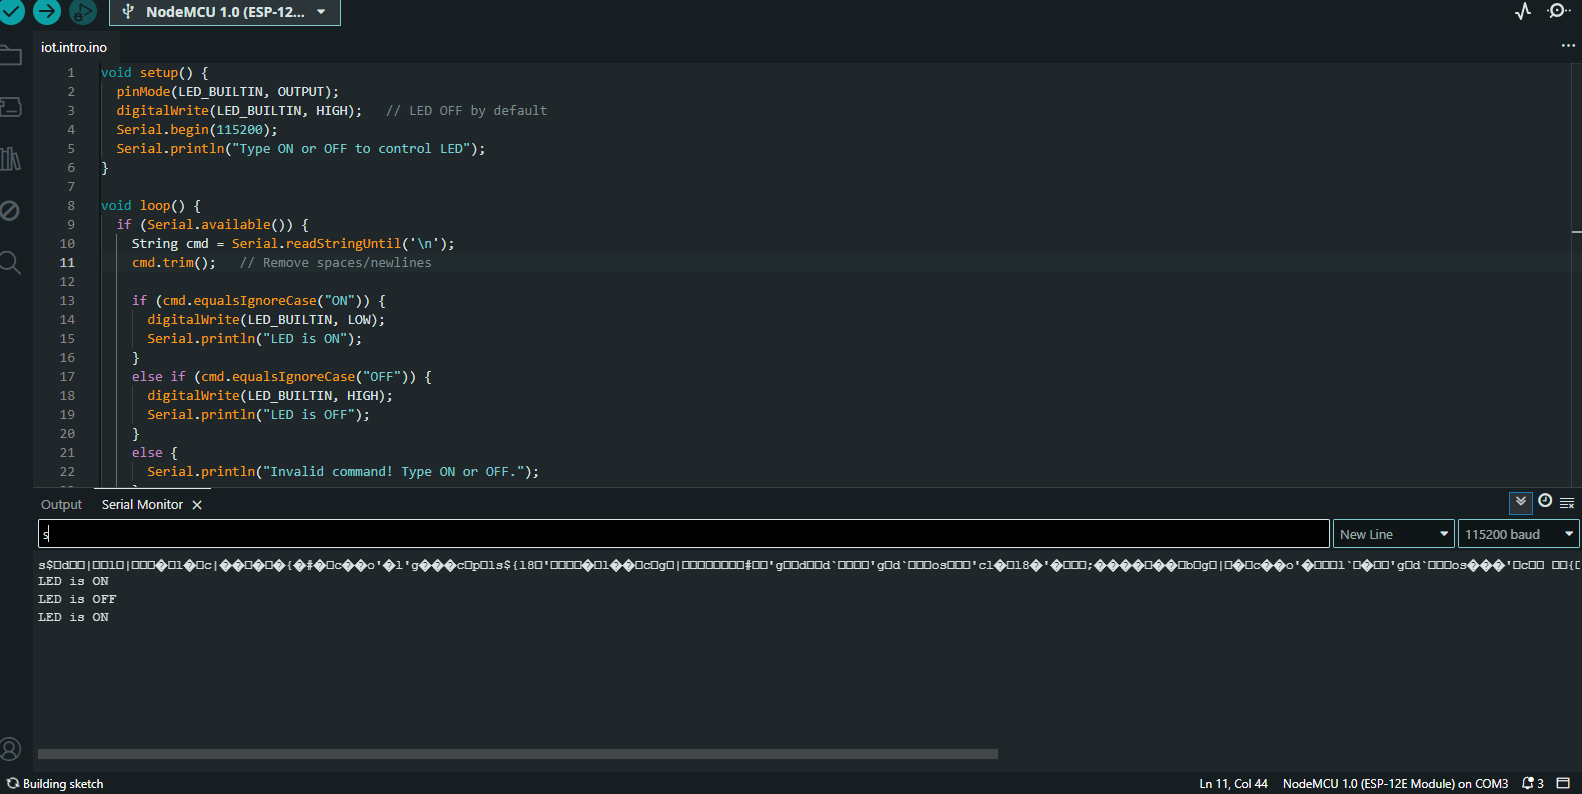 NodeMCU 1.0 (ESP-12...
iot.intro.ino
1 void setup() {
2 pinMode(LED_BUILTIN, OUTPUT);
3 digitalWrite(LED_BUILTIN, HIGH); // LED OFF by default
4 Serial.begin(115200);
5 Serial.println("Type ON or OFF to control LED");
6 }
7
8 void loop() {
9 if (Serial.available()) {
10 String cmd = Serial.readStringUntil('\n');
11 cmd.trim(); // Remove spaces/newlines
12
13 if (cmd.equalsIgnoreCase("ON")) {
14 digitalWrite(LED_BUILTIN, LOW);
15 Serial.println("LED is ON");
16 }
17 else if (cmd.equalsIgnoreCase("OFF")) {
18 digitalWrite(LED_BUILTIN, HIGH);
19 Serial.println("LED is OFF");
20 }
21 else {
22 Serial.println("Invalid command! Type ON or OFF.");
Output Serial Monitor
s New Line 115200 baud
LED is ON
LED is OFF
LED is ON
Building sketch Ln 11, Col 44 NodeMCU 1.0 (ESP-12E Module) on COM3 3